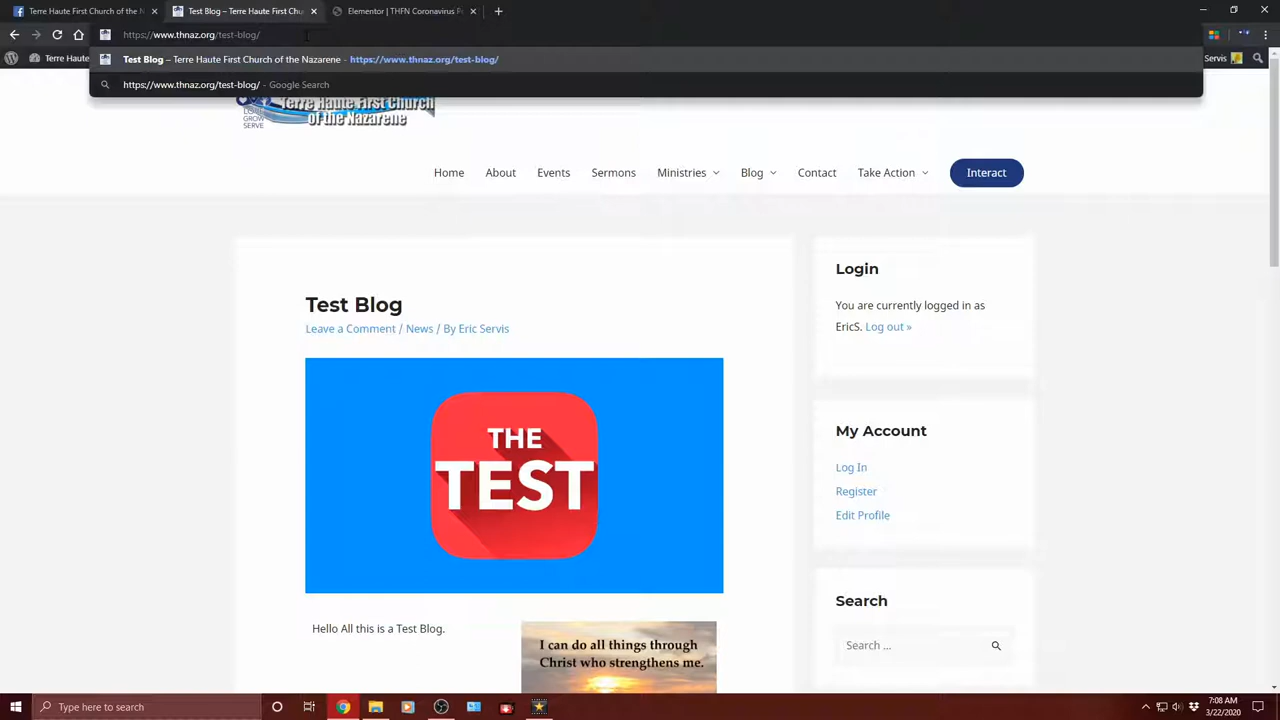 Terre Haute First Church of the N
Test Blog – Terre Haute First Chu
Elementor | THFN Coronavirus P
https://www.thnaz.org/test-blog/
Terre Haute
Test Blog – Terre Haute First Church of the Nazarene - https://www.thnaz.org/test-blog/
Servis
https://www.thnaz.org/test-blog/ - Google Search
Terre Haute First Church
of the Nazarene
GROW
SERVE
Home
About
Events
Sermons
Ministries
Blog
Contact
Take Action
Interact
Test Blog
Leave a Comment / News / By Eric Servis
THE
TEST
Hello All this is a Test Blog.
I can do all things through
Christ who strengthens me.
Login
You are currently logged in as
EricS. Log out »
My Account
Log In
Register
Edit Profile
Search
Search ...
Type here to search
7:08 AM
3/22/2020